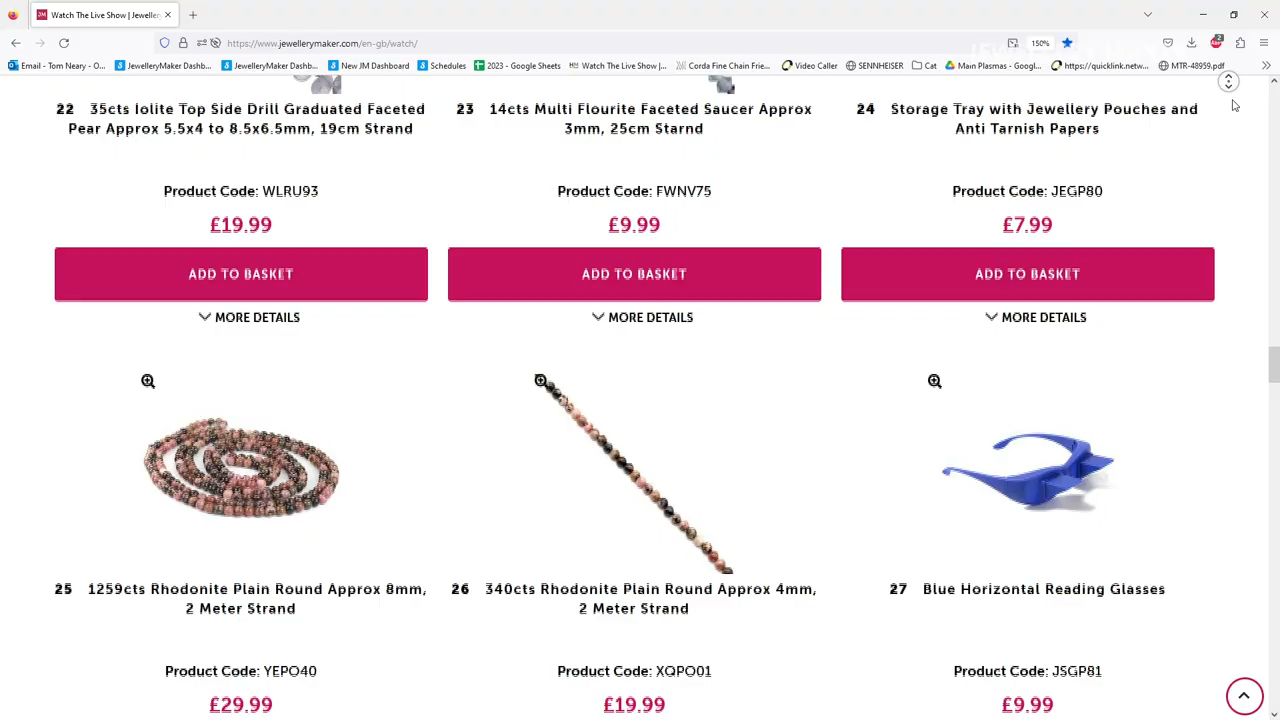 Watch The Live Show | Jeweller
https://www.jewellerymaker.com/en_gb/watch/
150%
2
Email - Tom Neary - O...
JewelleryMaker Dashb...
JewelleryMaker Dashb...
New JM Dashboard
Schedules
2023 - Google Sheets
Watch The Live Show |...
Corda Fine Chain Frie...
Video Caller
SENNHEISER
Cat
Main Plasmas - Googl...
https://quicklink.netw...
MTR-48959.pdf
22 35cts Iolite Top Side Drill Graduated Faceted
Pear Approx 5.5x4 to 8.5x6.5mm, 19cm Strand
Product Code: WLRU93
£19.99
ADD TO BASKET
MORE DETAILS
23 14cts Multi Flourite Faceted Saucer Approx
3mm, 25cm Starnd
Product Code: FWNV75
£9.99
ADD TO BASKET
MORE DETAILS
24 Storage Tray with Jewellery Pouches and
Anti Tarnish Papers
Product Code: JEGP80
£7.99
ADD TO BASKET
MORE DETAILS
25 1259cts Rhodonite Plain Round Approx 8mm,
2 Meter Strand
Product Code: YEPO40
£29.99
26 340cts Rhodonite Plain Round Approx 4mm,
2 Meter Strand
Product Code: XQPO01
£19.99
27 Blue Horizontal Reading Glasses
Product Code: JSGP81
£9.99